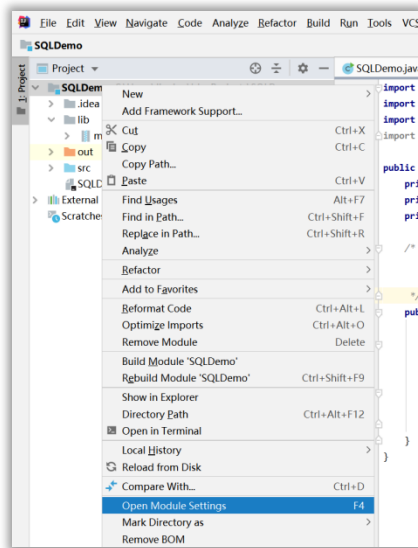 File Edit View Navigate Code Analyze Refactor Build Run Tools VCS
SQLDemo
1: Project
Project
SQLDemo.java
SQLDem
.idea
lib
m
out
src
SQLD
External
Scratche
New
Add Framework Support...
Cut Ctrl+X
Copy Ctrl+C
Copy Path...
Paste Ctrl+V
Find Usages Alt+F7
Find in Path... Ctrl+Shift+F
Replace in Path... Ctrl+Shift+R
Analyze
Refactor
Add to Favorites
Reformat Code Ctrl+Alt+L
Optimize Imports Ctrl+Alt+O
Remove Module Delete
Build Module 'SQLDemo'
Rebuild Module 'SQLDemo' Ctrl+Shift+F9
Show in Explorer
Directory Path Ctrl+Alt+F12
Open in Terminal
Local History
Reload from Disk
Compare With... Ctrl+D
Open Module Settings F4
Mark Directory as
Remove BOM
import
import
import
import
public
pri
pri
pri
/*
*/
pub
}
}